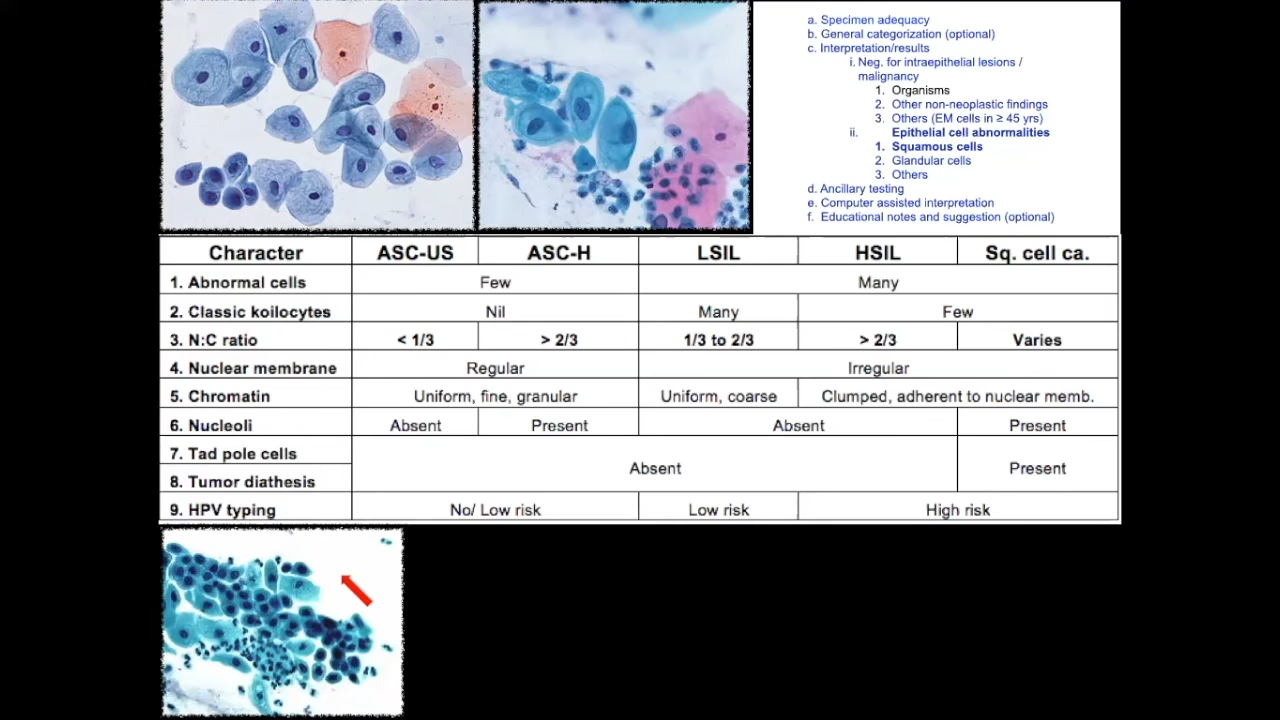 a. Specimen adequacy
b. General categorization (optional)
c. Interpretation/results
i. Neg. for intraepithelial lesions /
malignancy
1. Organisms
2. Other non-neoplastic findings
3. Others (EM cells in ≥ 45 yrs)
ii. Epithelial cell abnormalities
1. Squamous cells
2. Glandular cells
3. Others
d. Ancillary testing
e. Computer assisted interpretation
f. Educational notes and suggestion (optional)
Character ASC-US ASC-H LSIL HSIL Sq. cell ca.
1. Abnormal cells Few Many
2. Classic koilocytes Nil Many Few
3. N:C ratio < 1/3 > 2/3 1/3 to 2/3 > 2/3 Varies
4. Nuclear membrane Regular Irregular
5. Chromatin Uniform, fine, granular Uniform, coarse Clumped, adherent to nuclear memb.
6. Nucleoli Absent Present Absent Present
7. Tad pole cells
Absent Present
8. Tumor diathesis
9. HPV typing No/ Low risk Low risk High risk